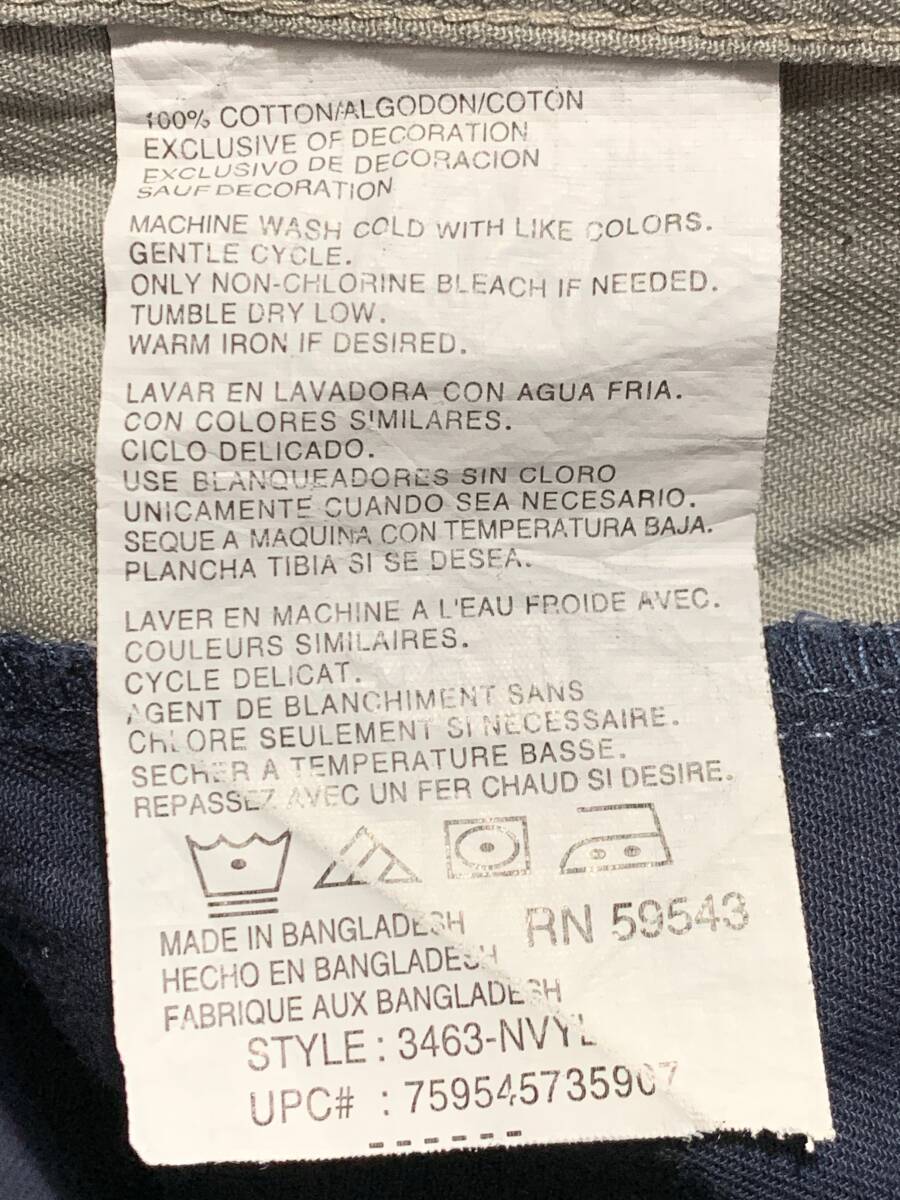 100% COTTON/ALGODON/COTON
EXCLUSIVE OF DECORATION
EXCLUSIVO DE DECORACION
SAUF DECORATION
MACHINE WASH COLD WITH LIKE COLORS.
GENTLE CYCLE.
ONLY NON-CHLORINE BLEACH IF NEEDED.
TUMBLE DRY LOW.
WARM IRON IF DESIRED.
LAVAR EN LAVADORA CON AGUA FRIA.
CON COLORES SIMILARES.
CICLO DELICADO.
USE BLANQUEADORES SIN CLORO
UNICAMENTE CUANDO SEA NECESARIO.
SEQUE A MAQUINA CON TEMPERATURA BAJA.
PLANCHA TIBIA SI SE DESEA.
LAVER EN MACHINE A L'EAU FROIDE AVEC.
COULEURS SIMILAIRES.
CYCLE DELICAT.
AGENT DE BLANCHIMENT SANS
CHLORE SEULEMENT SI NECESSAIRE.
SECHER A TEMPERATURE BASSE.
REPASSEZ AVEC UN FER CHAUD SI DESIRE.
MADE IN BANGLADESH
RN 59543
HECHO EN BANGLADESH
FABRIQUE AUX BANGLADESH
STYLE : 3463-NVYL
UPC# : 759545735907